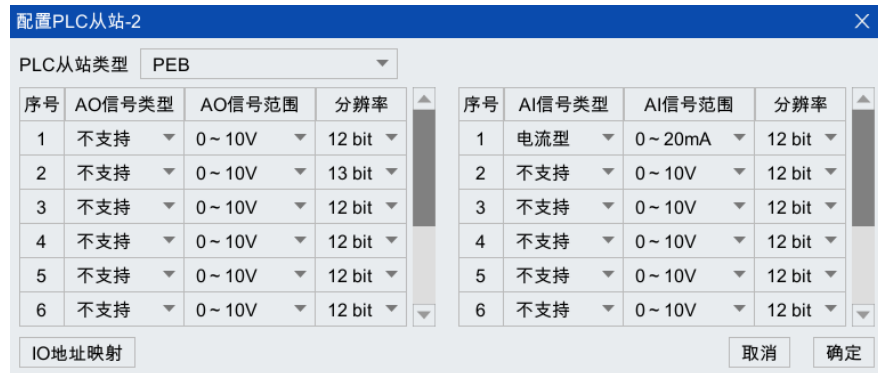 配置PLC从站-2
PLC从站类型 PEB
序号 AO信号类型 AO信号范围 分辨率 序号 AI信号类型 AI信号范围 分辨率
1 不支持 0~10V 12 bit 1 电流型 0~20mA 12 bit
2 不支持 0~10V 13 bit 2 不支持 0~10V 12 bit
3 不支持 0~10V 12 bit 3 不支持 0~10V 12 bit
4 不支持 0~10V 12 bit 4 不支持 0~10V 12 bit
5 不支持 0~10V 12 bit 5 不支持 0~10V 12 bit
6 不支持 0~10V 12 bit 6 不支持 0~10V 12 bit
IO地址映射 取消 确定